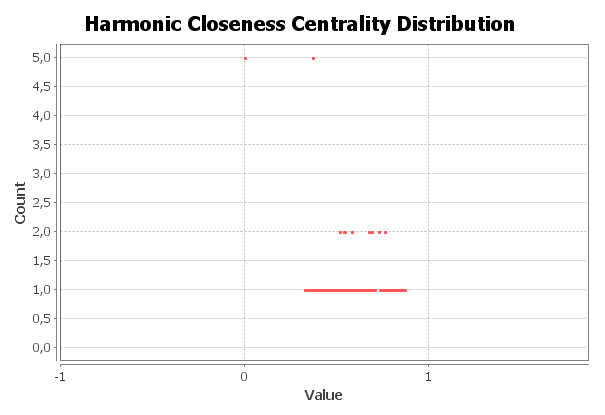 Harmonic Closeness Centrality Distribution
5,0
4,5
4,0
3,5
3,0
2,5
2,0
1,5
1,0
0,5
0,0
Count
-1 0 1
Value